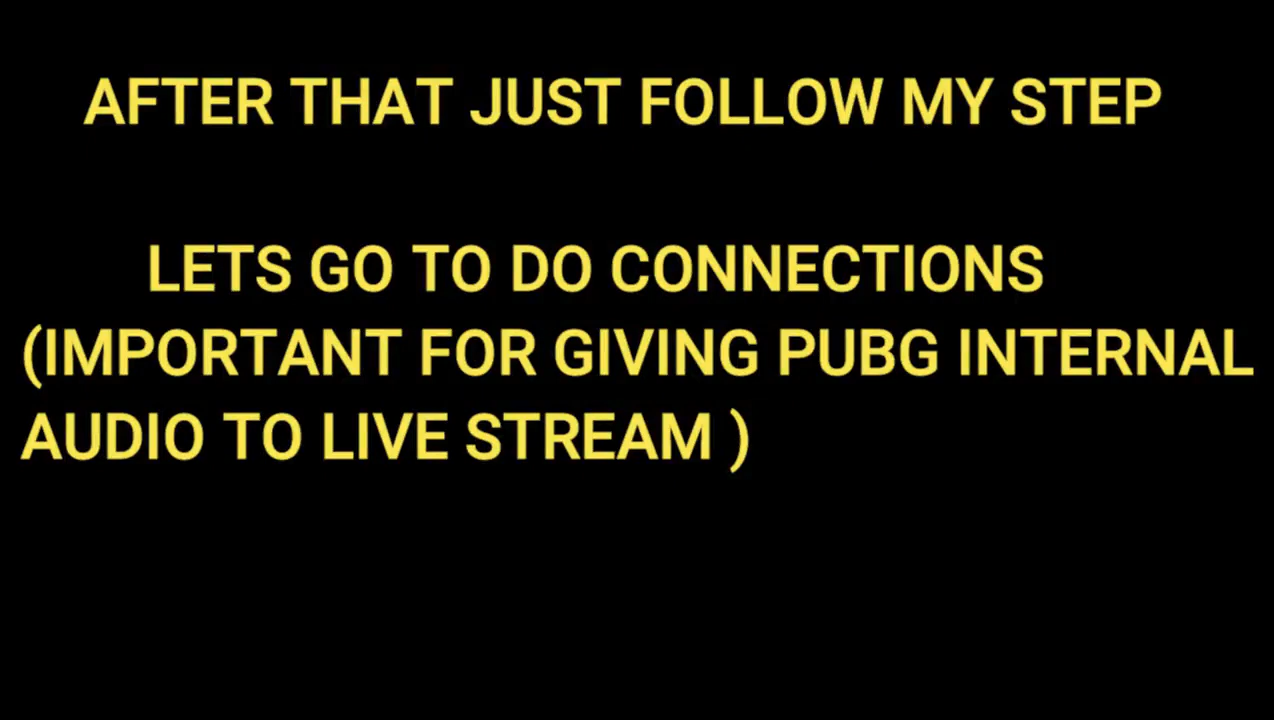 AFTER THAT JUST FOLLOW MY STEP
LETS GO TO DO CONNECTIONS
(IMPORTANT FOR GIVING PUBG INTERNAL
AUDIO TO LIVE STREAM )